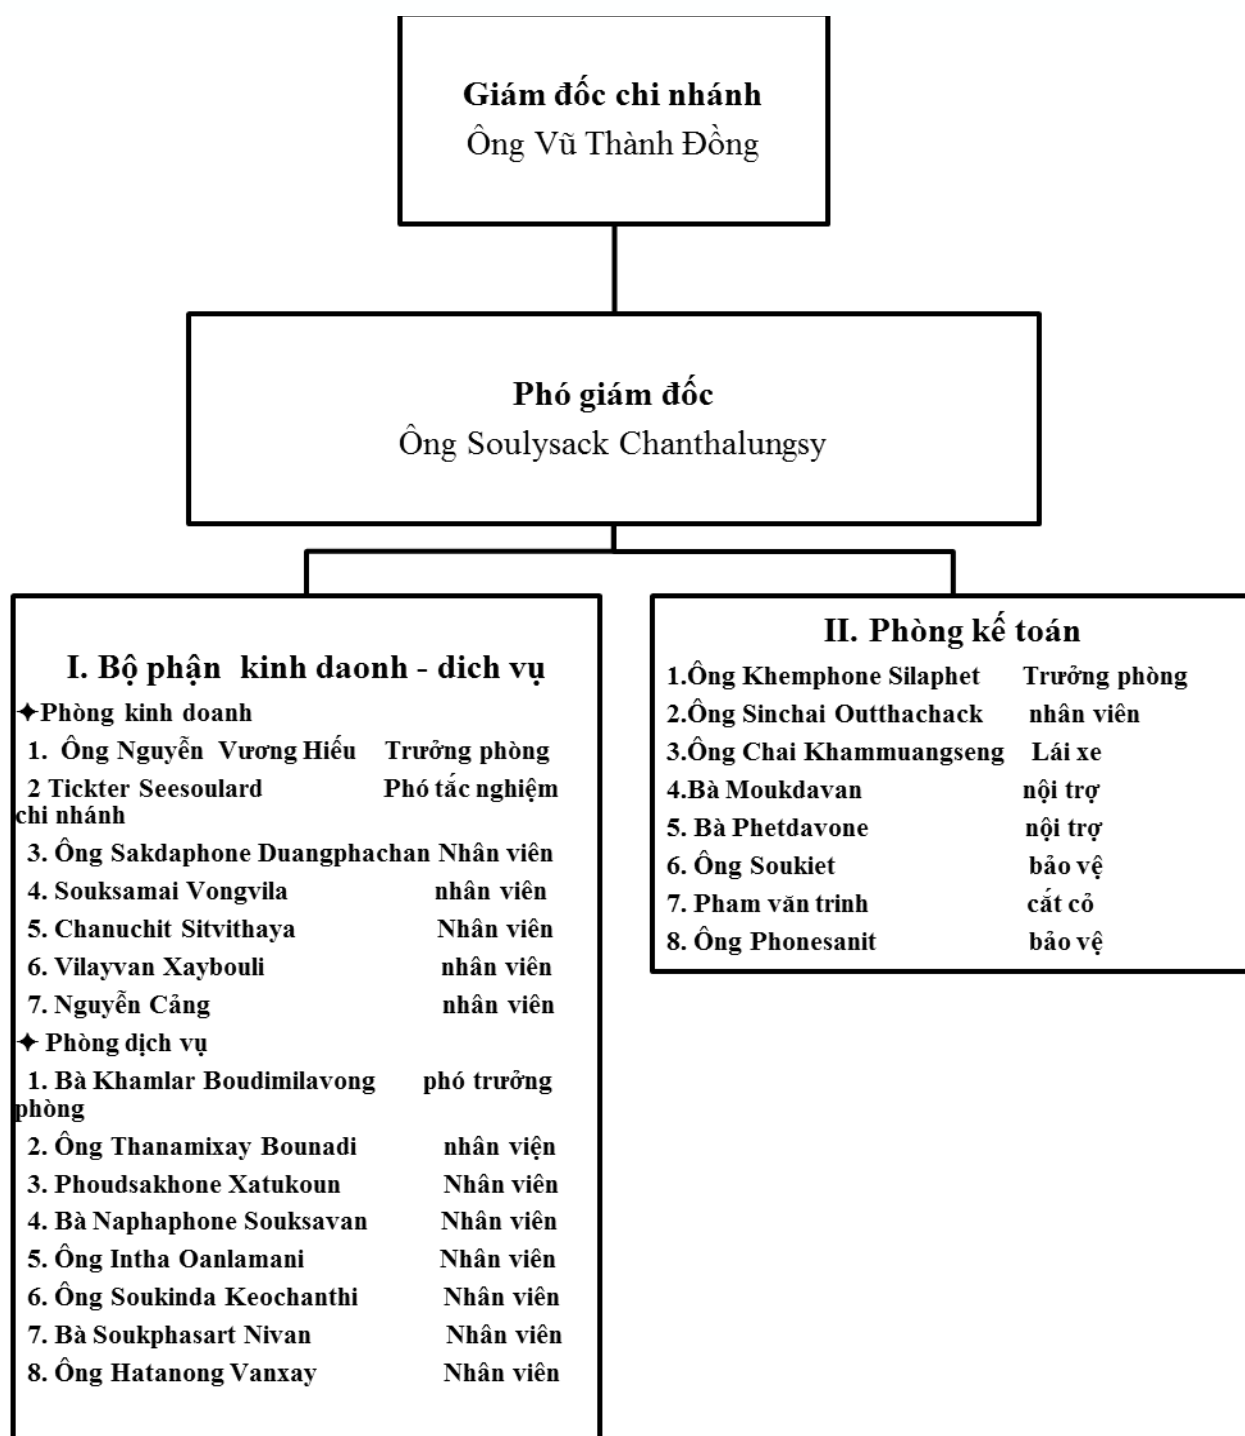 Giám đốc chi nhánh
Ông Vũ Thành Đồng
Phó giám đốc
Ông Soulysack Chanthalungsy
I. Bộ phận kinh daonh - dich vụ
✦Phòng kinh doanh
1. Ông Nguyễn Vương Hiếu Trưởng phòng
2 Tickter Seesoulard Phó tắc nghiệm
chi nhánh
3. Ông Sakdaphone Duangphachan Nhân viên
4. Souksamai Vongvila nhân viên
5. Chanuchit Sitvithaya Nhân viên
6. Vilayvan Xaybouli nhân viên
7. Nguyễn Cảng nhân viên
✦ Phòng dịch vụ
1. Bà Khamlar Boudimilavong phó trưởng
phòng
2. Ông Thanamixay Bounadi nhân viện
3. Phoudsakhone Xatukoun Nhân viên
4. Bà Naphaphone Souksavan Nhân viên
5. Ông Intha Oanlamani Nhân viên
6. Ông Soukinda Keochanthi Nhân viên
7. Bà Soukphasart Nivan Nhân viên
8. Ông Hatanong Vanxay Nhân viên
II. Phòng kế toán
1.Ông Khemphone Silaphet Trưởng phòng
2.Ông Sinchai Outthachack nhân viên
3.Ông Chai Khammuangseng Lái xe
4.Bà Moukdavan nội trợ
5. Bà Phetdavone nội trợ
6. Ông Soukiet bảo vệ
7. Pham văn trinh cắt cỏ
8. Ông Phonesanit bảo vệ